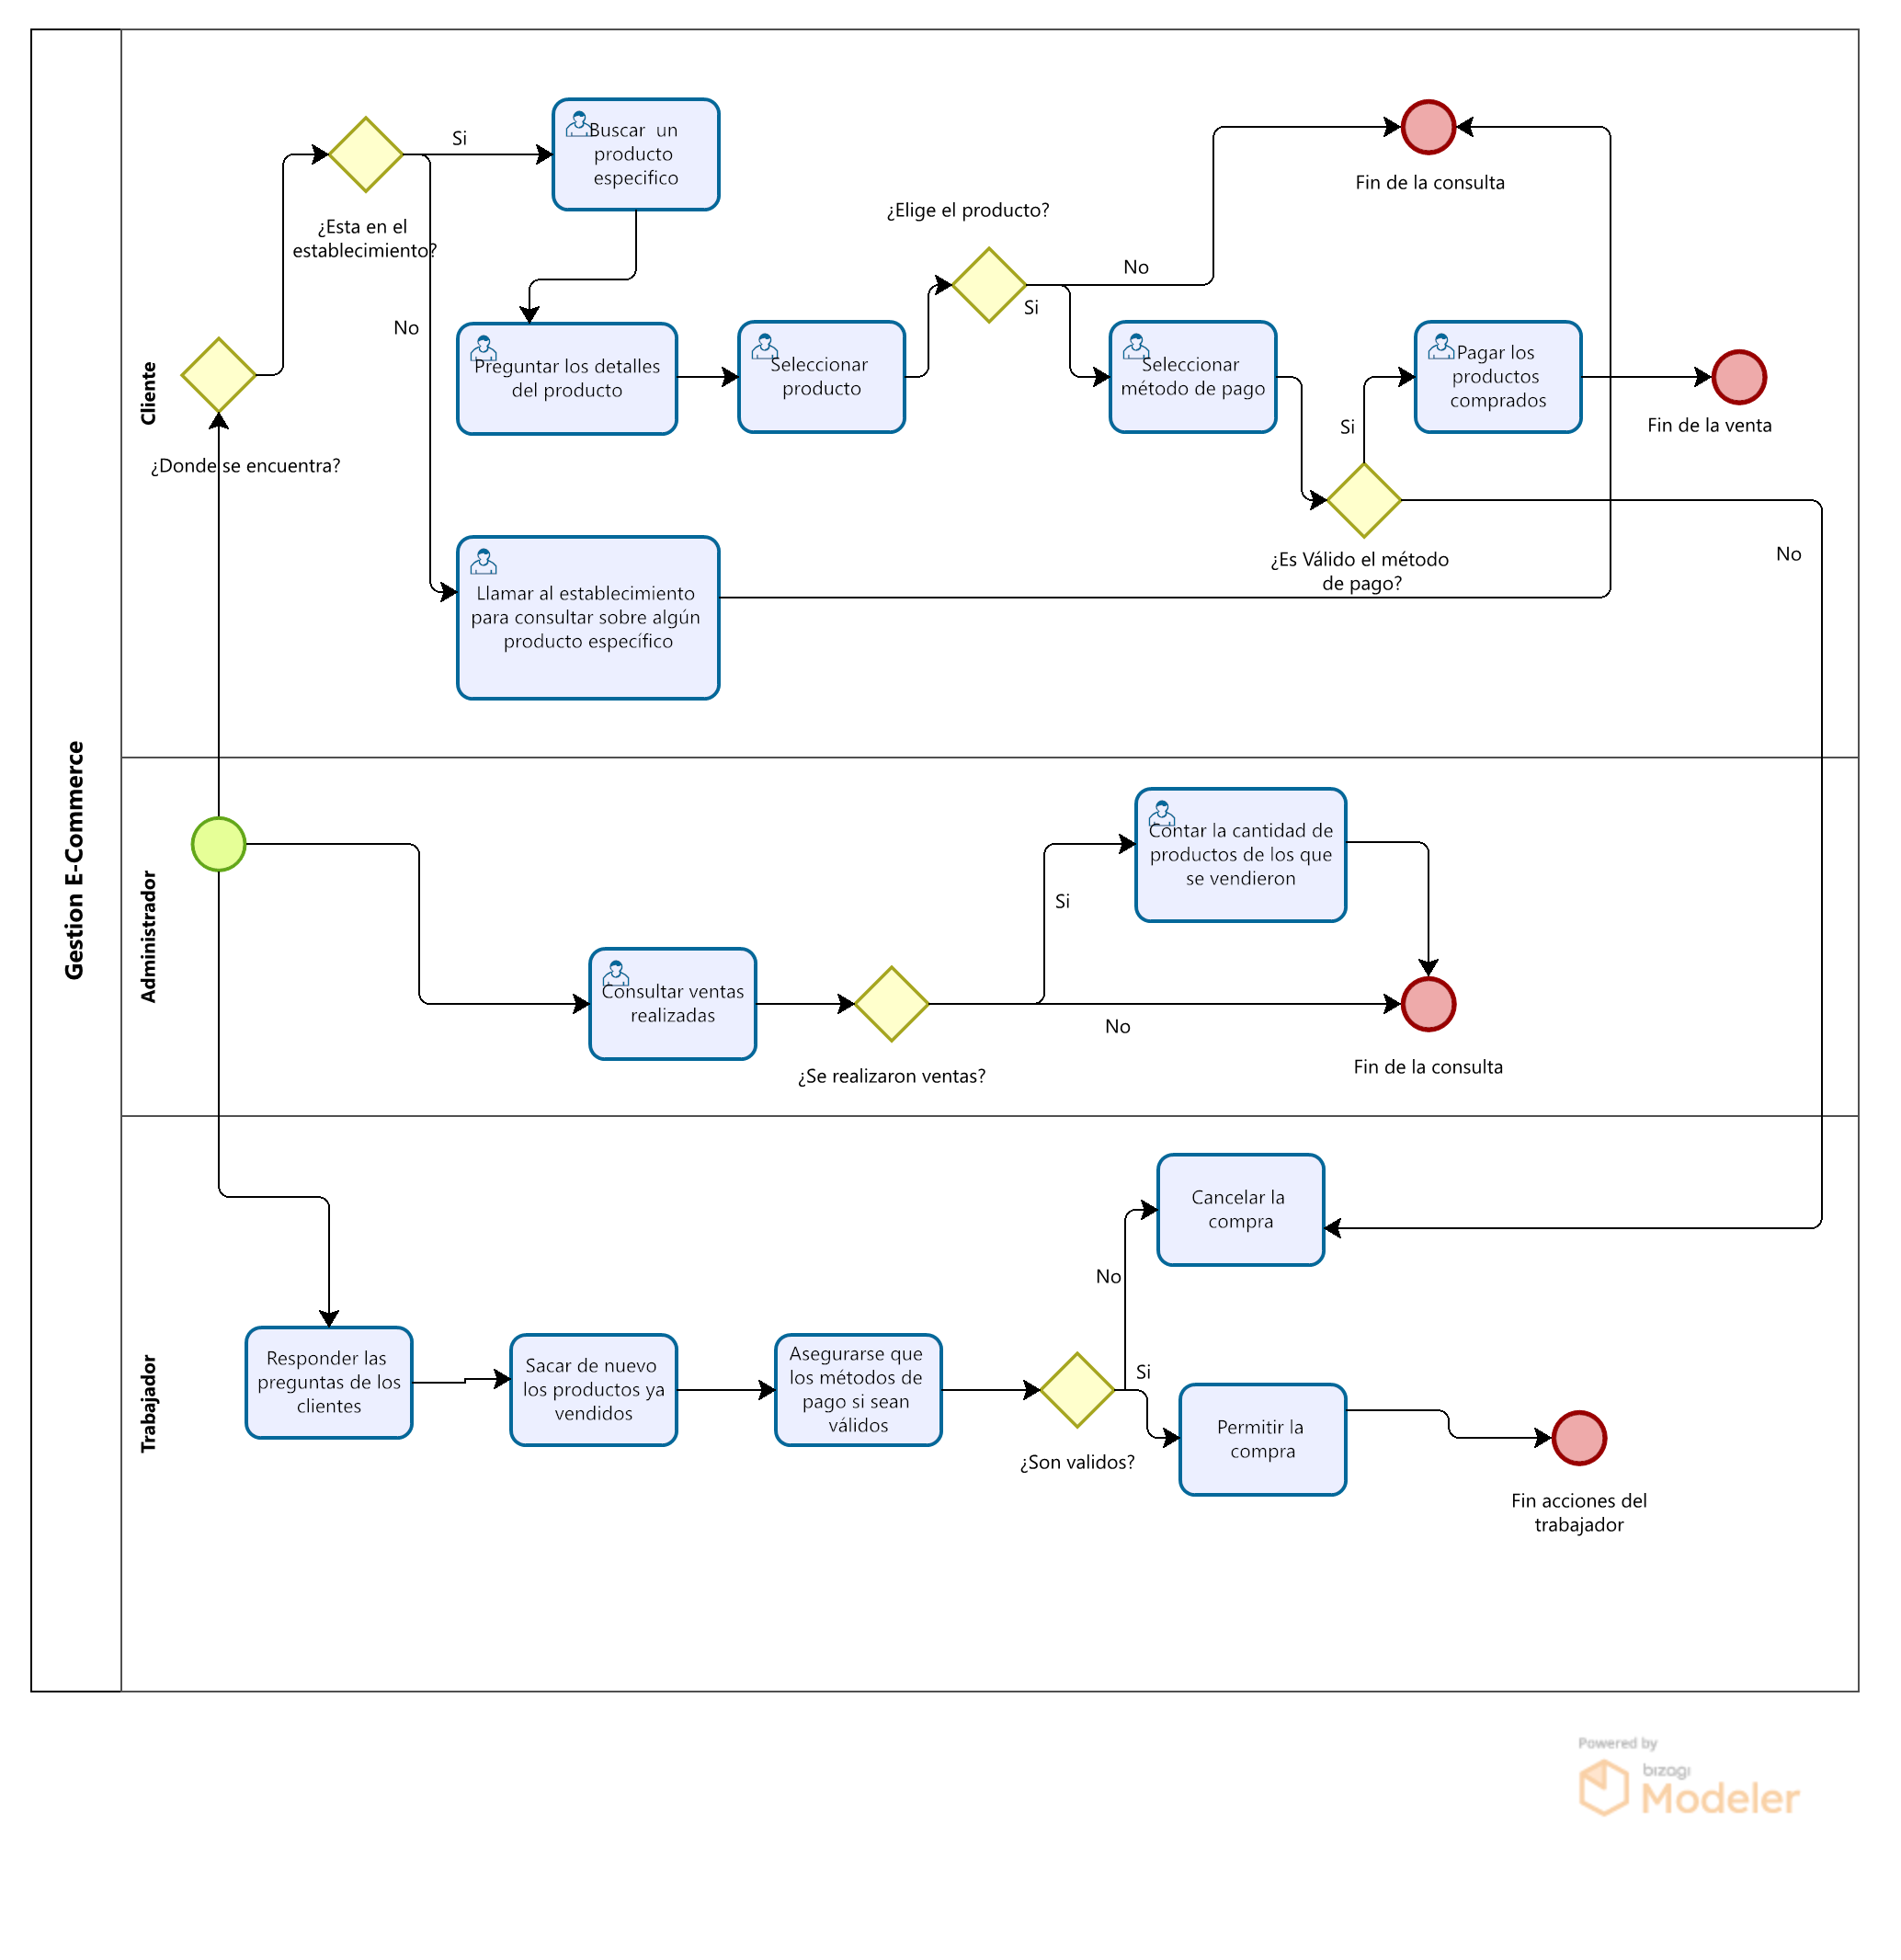 Gestion E-Commerce
Cliente
¿Donde se encuentra?
¿Esta en el
establecimiento?
Si
No
Buscar un
producto
especifico
Preguntar los detalles
del producto
Seleccionar
producto
¿Elige el producto?
No
Si
Seleccionar
método de pago
¿Es Válido el método
de pago?
Si
No
Pagar los
productos
comprados
Fin de la consulta
Fin de la venta
Llamar al establecimiento
para consultar sobre algún
producto específico
Administrador
Consultar ventas
realizadas
¿Se realizaron ventas?
Si
No
Contar la cantidad de
productos de los que
se vendieron
Fin de la consulta
Trabajador
Responder las
preguntas de los
clientes
Sacar de nuevo
los productos ya
vendidos
Asegurarse que
los métodos de
pago si sean
válidos
¿Son validos?
No
Si
Cancelar la
compra
Permitir la
compra
Fin acciones del
trabajador
Powered by
bizagi
Modeler